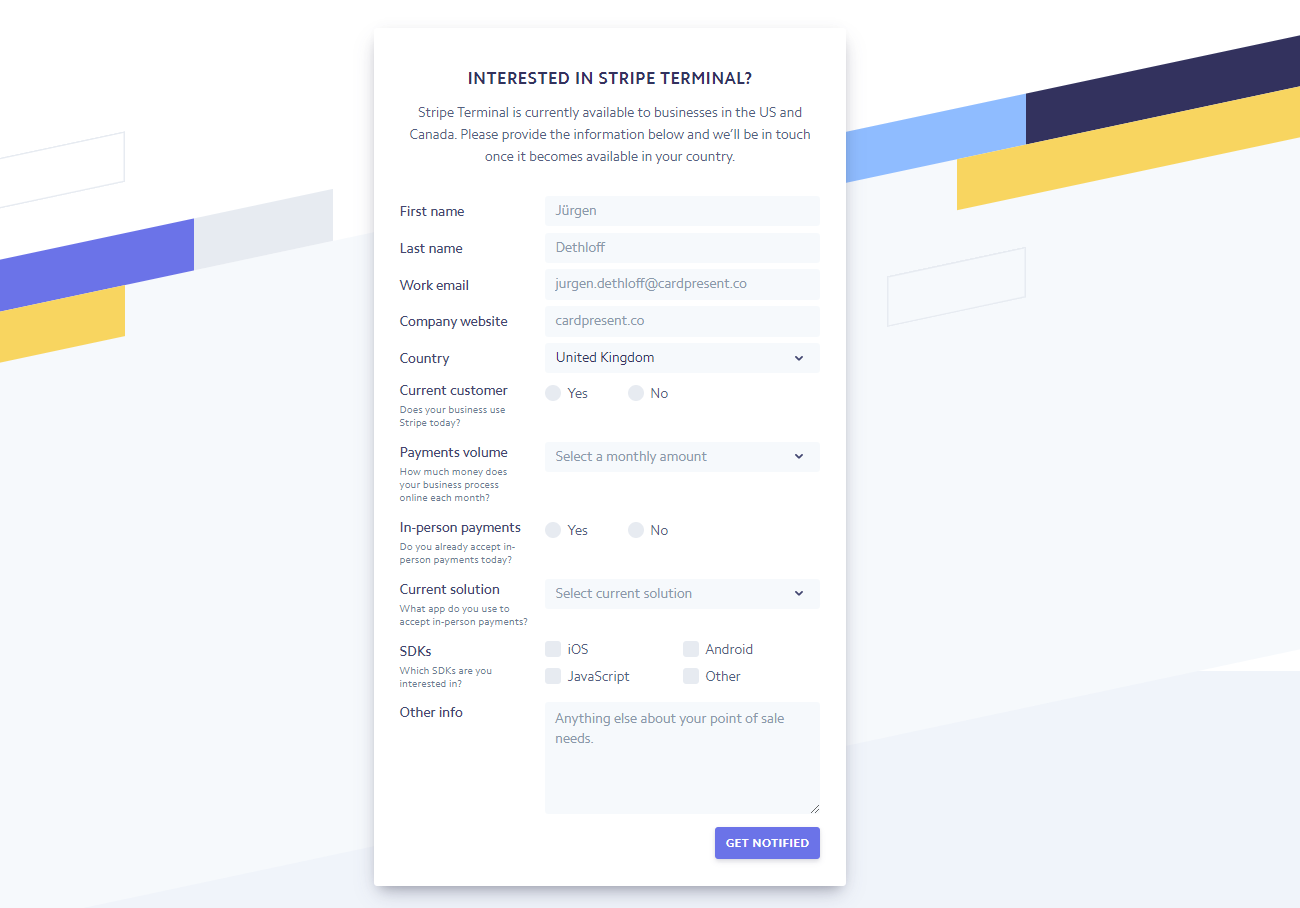 INTERESTED IN STRIPE TERMINAL?
Stripe Terminal is currently available to businesses in the US and
Canada. Please provide the information below and we’ll be in touch
once it becomes available in your country.
First name
Jürgen
Last name
Dethloff
Work email
jurgen.dethloff@cardpresent.co
Company website
cardpresent.co
Country
United Kingdom
Current customer
Does your business use
Stripe today?
Yes No
Payments volume
How much money does
your business process
online each month?
Select a monthly amount
In-person payments
Do you already accept in-
person payments today?
Yes No
Current solution
What app do you use to
accept in-person payments?
Select current solution
SDKs
Which SDKs are you
interested in?
iOS Android
JavaScript Other
Other info
Anything else about your point of sale
needs.
GET NOTIFIED